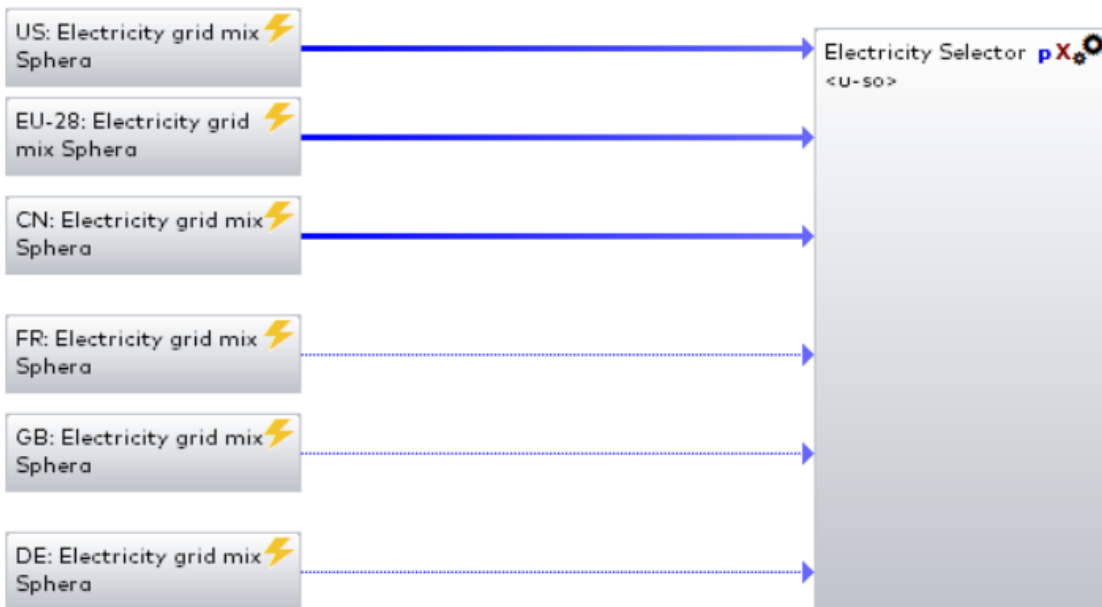 US: Electricity grid mix
Sphera
Electricity Selector pX
<u-so>
EU-28: Electricity grid
mix Sphera
CN: Electricity grid mix
Sphera
FR: Electricity grid mix
Sphera
GB: Electricity grid mix
Sphera
DE: Electricity grid mix
Sphera